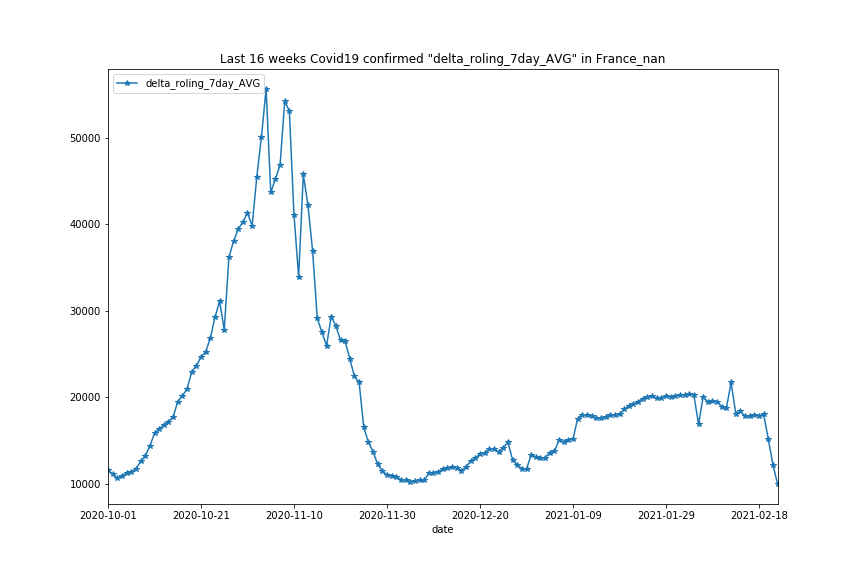 Last 16 weeks Covid19 confirmed "delta_roling_7day_AVG" in France_nan
delta_roling_7day_AVG
50000
40000
30000
20000
10000
2020-10-01 2020-10-21 2020-11-10 2020-11-30 2020-12-20 2021-01-09 2021-01-29 2021-02-18
date